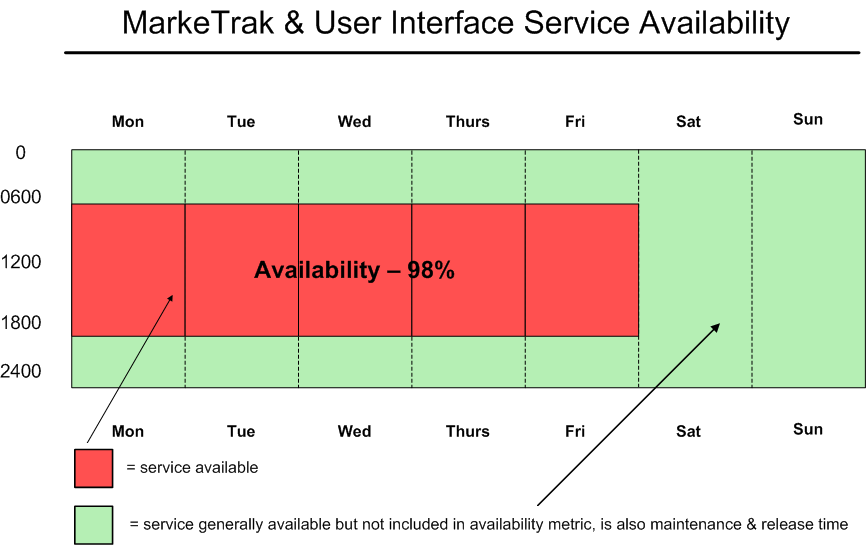 MarkeTrak & User Interface Service Availability
Mon Tue Wed Thurs Fri Sat Sun
0
0600
1200
Availability – 98%
1800
2400
Mon Tue Wed Thurs Fri Sat Sun
= service available
= service generally available but not included in availability metric, is also maintenance & release time